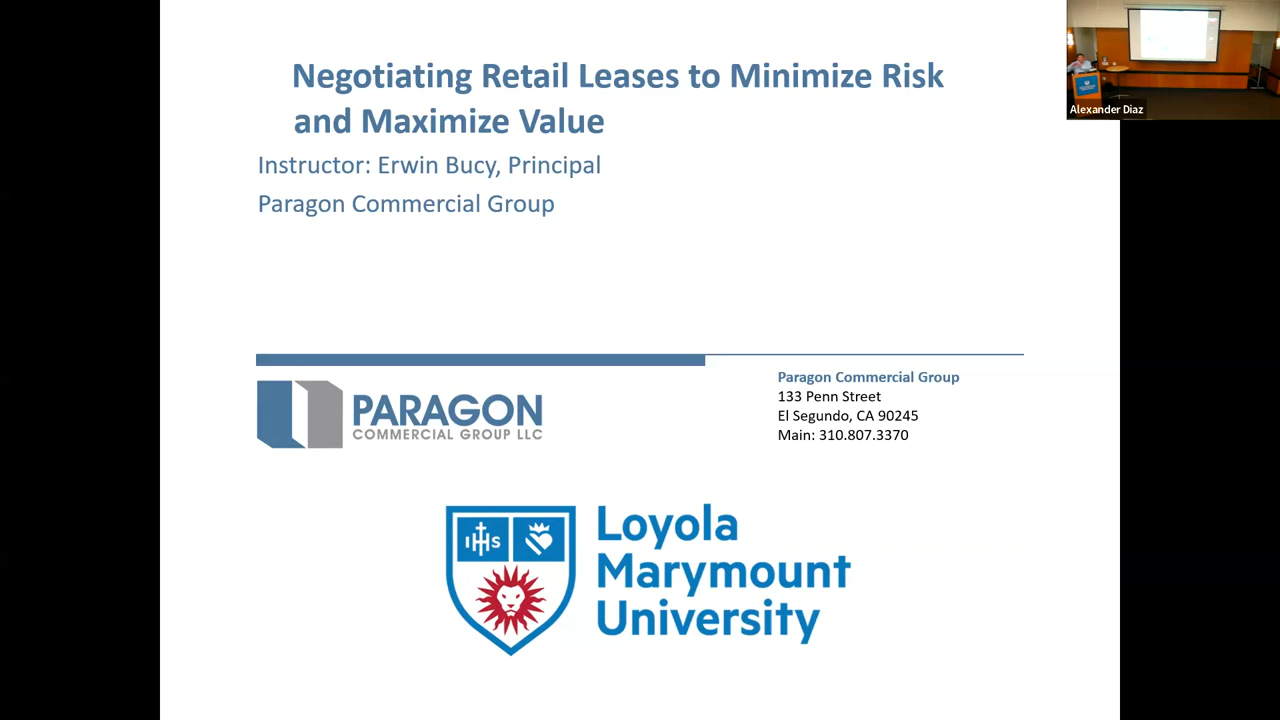 Negotiating Retail Leases to Minimize Risk
and Maximize Value
Instructor: Erwin Bucy, Principal
Paragon Commercial Group
Paragon Commercial Group
133 Penn Street
El Segundo, CA 90245
Main: 310.807.3370
PARAGON
COMMERCIAL GROUP LLC
IHS
Loyola
Marymount
University
Alexander Diaz